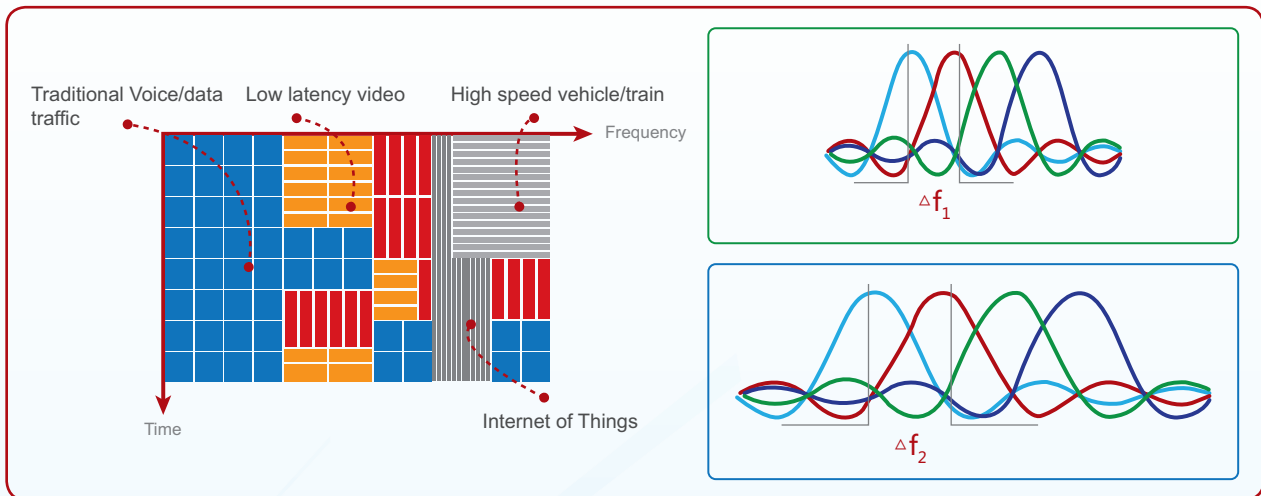 Traditional Voice/data
traffic
Low latency video
High speed vehicle/train
Frequency
Time
Internet of Things
△f₁
△f₂